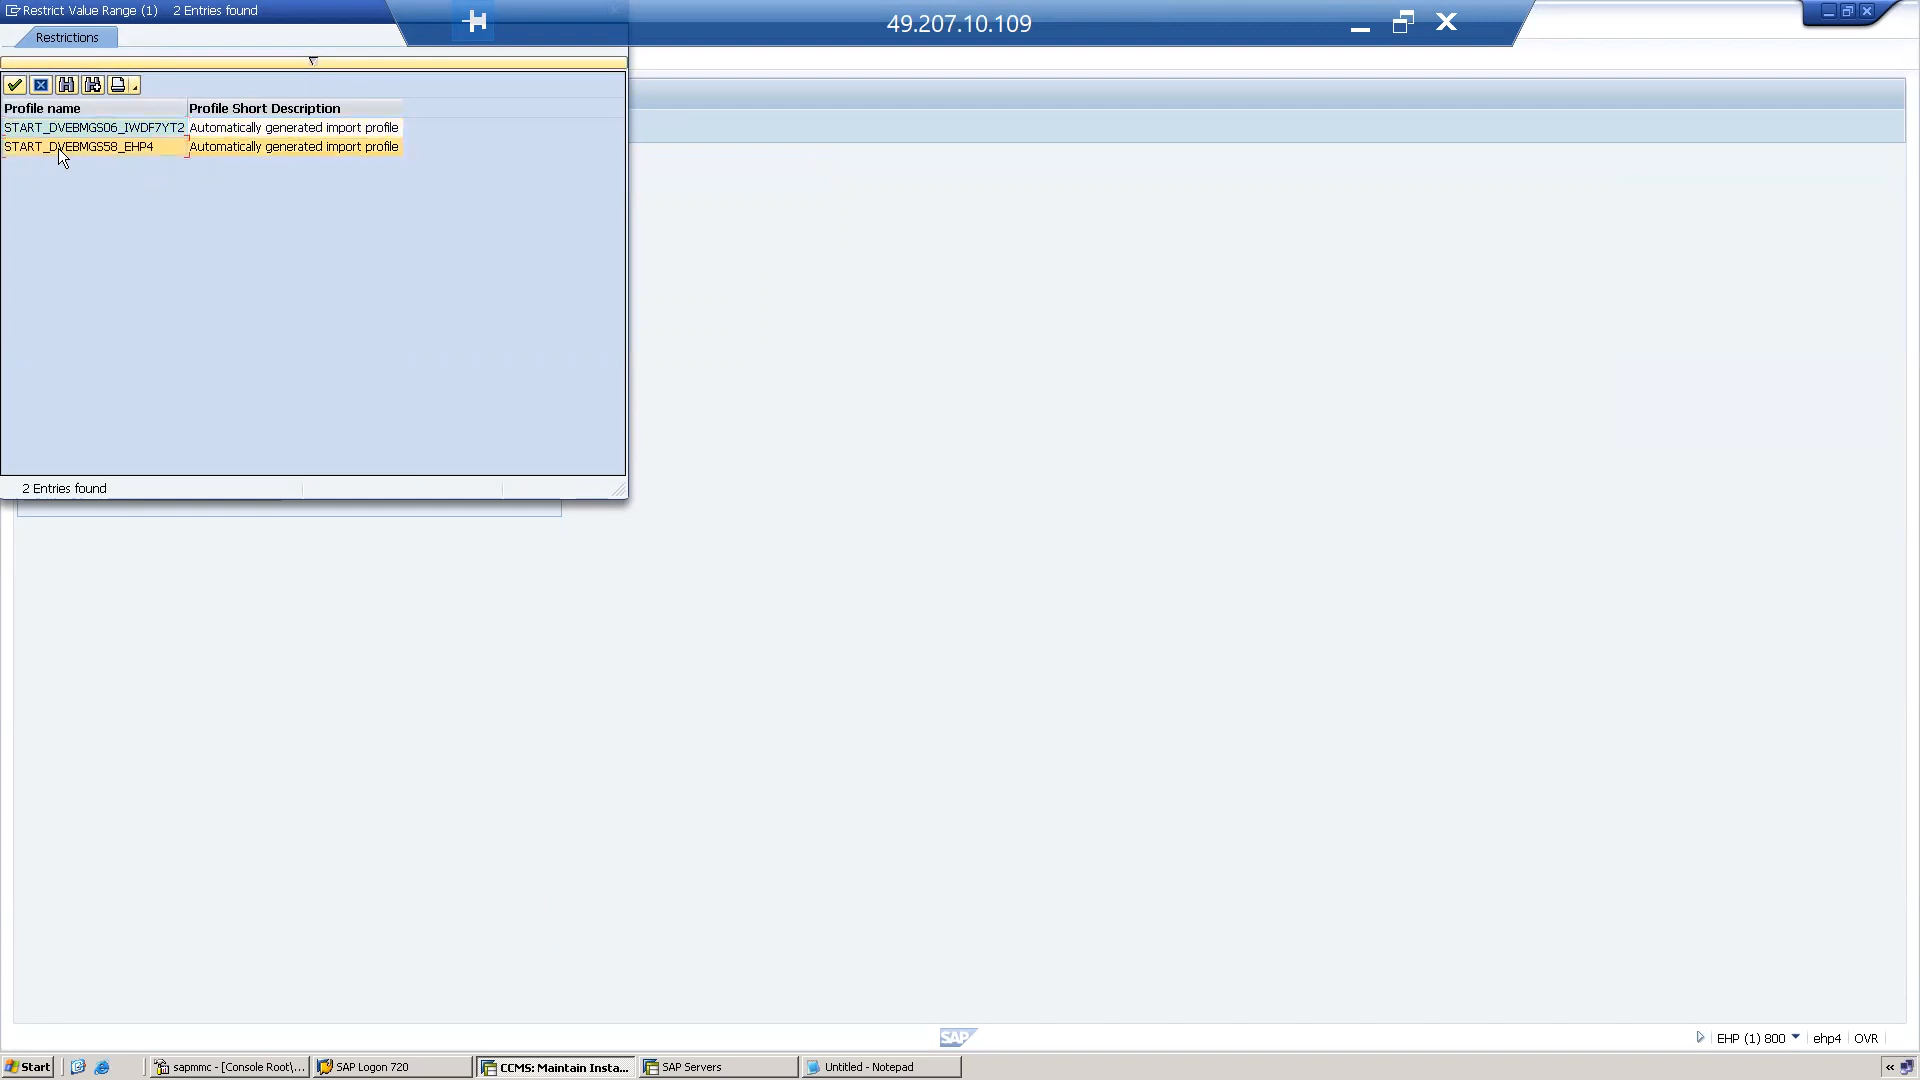 Restrict Value Range (1)   2 Entries found
49.207.10.109
Restrictions
Profile name   Profile Short Description
START_DVEBMGS06_IWDF7YT2   Automatically generated import profile
START_DVEBMGS58_EHP4   Automatically generated import profile
2 Entries found
SAP
EHP (1) 800   ehp4   OVR
Start   sapmmc - [Console Root\...   SAP Logon 720   CCMS: Maintain Insta...   SAP Servers   Untitled - Notepad   «